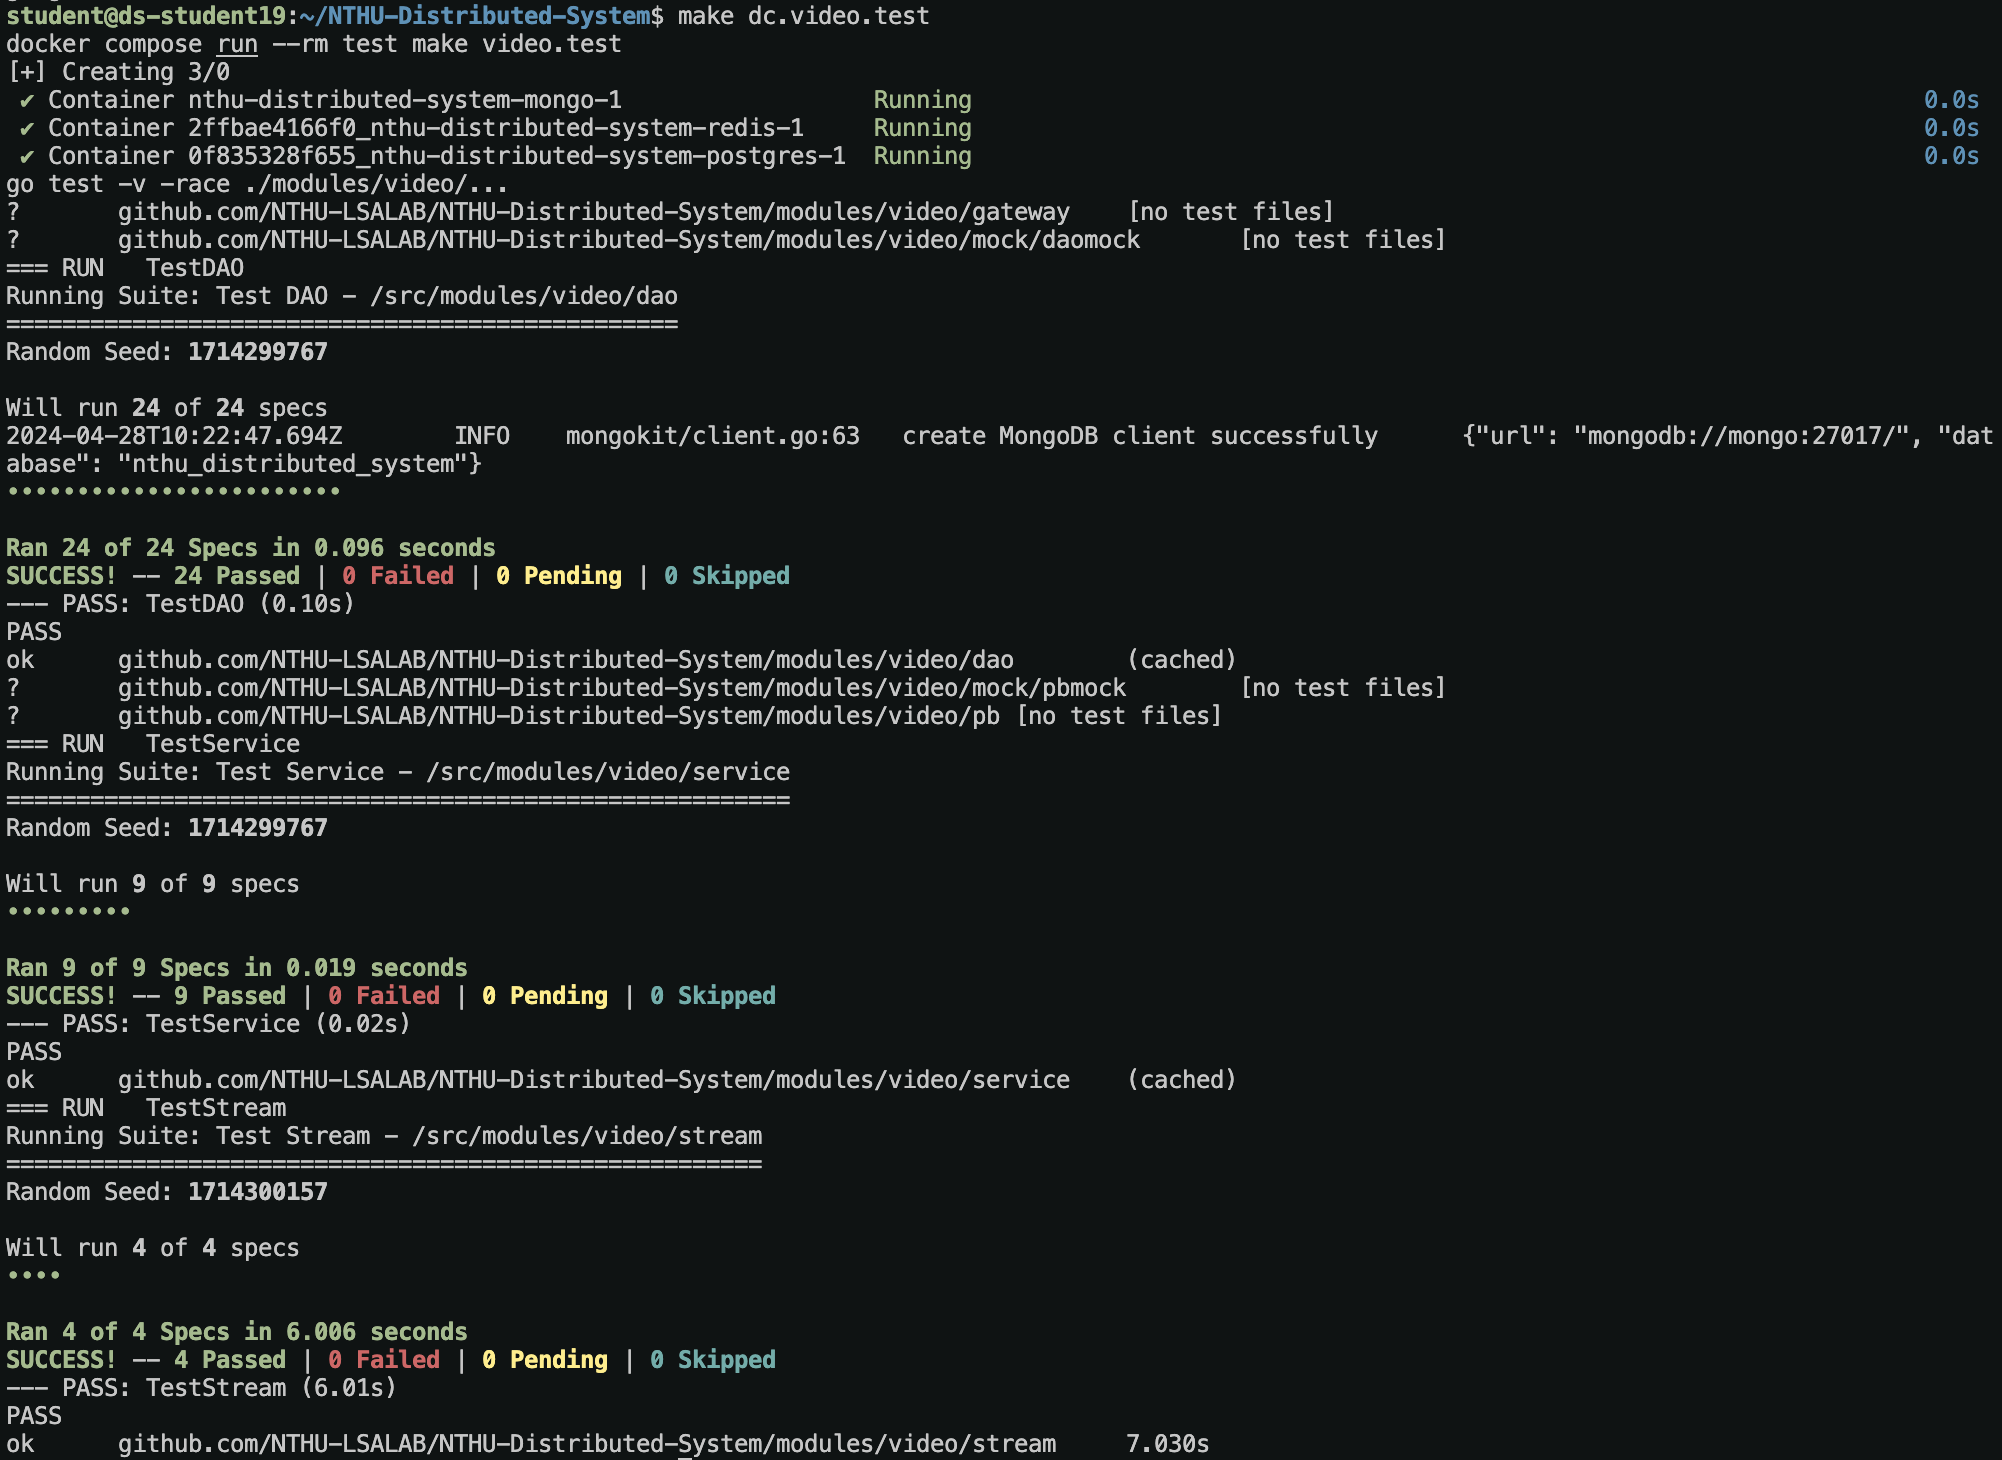 student@ds-student19:~/NTHU-Distributed-System$ make dc.video.test
docker compose run --rm test make video.test
[+] Creating 3/0
✔ Container nthu-distributed-system-mongo-1 Running 0.0s
✔ Container 2ffbae4166f0_nthu-distributed-system-redis-1 Running 0.0s
✔ Container 0f835328f655_nthu-distributed-system-postgres-1 Running 0.0s
go test -v -race ./modules/video/...
? github.com/NTHU-LSALAB/NTHU-Distributed-System/modules/video/gateway [no test files]
? github.com/NTHU-LSALAB/NTHU-Distributed-System/modules/video/mock/daomock [no test files]
=== RUN TestDAO
Running Suite: Test DAO - /src/modules/video/dao
================================================
Random Seed: 1714299767
Will run 24 of 24 specs
2024-04-28T10:22:47.694Z INFO mongokit/client.go:63 create MongoDB client successfully {"url": "mongodb://mongo:27017/", "dat
abase": "nthu_distributed_system"}
••••••••••••••••••••••••
Ran 24 of 24 Specs in 0.096 seconds
SUCCESS! -- 24 Passed | 0 Failed | 0 Pending | 0 Skipped
--- PASS: TestDAO (0.10s)
PASS
ok github.com/NTHU-LSALAB/NTHU-Distributed-System/modules/video/dao (cached)
? github.com/NTHU-LSALAB/NTHU-Distributed-System/modules/video/mock/pbmock [no test files]
? github.com/NTHU-LSALAB/NTHU-Distributed-System/modules/video/pb [no test files]
=== RUN TestService
Running Suite: Test Service - /src/modules/video/service
========================================================
Random Seed: 1714299767
Will run 9 of 9 specs
•••••••••
Ran 9 of 9 Specs in 0.019 seconds
SUCCESS! -- 9 Passed | 0 Failed | 0 Pending | 0 Skipped
--- PASS: TestService (0.02s)
PASS
ok github.com/NTHU-LSALAB/NTHU-Distributed-System/modules/video/service (cached)
=== RUN TestStream
Running Suite: Test Stream - /src/modules/video/stream
======================================================
Random Seed: 1714300157
Will run 4 of 4 specs
••••
Ran 4 of 4 Specs in 6.006 seconds
SUCCESS! -- 4 Passed | 0 Failed | 0 Pending | 0 Skipped
--- PASS: TestStream (6.01s)
PASS
ok github.com/NTHU-LSALAB/NTHU-Distributed-System/modules/video/stream 7.030s